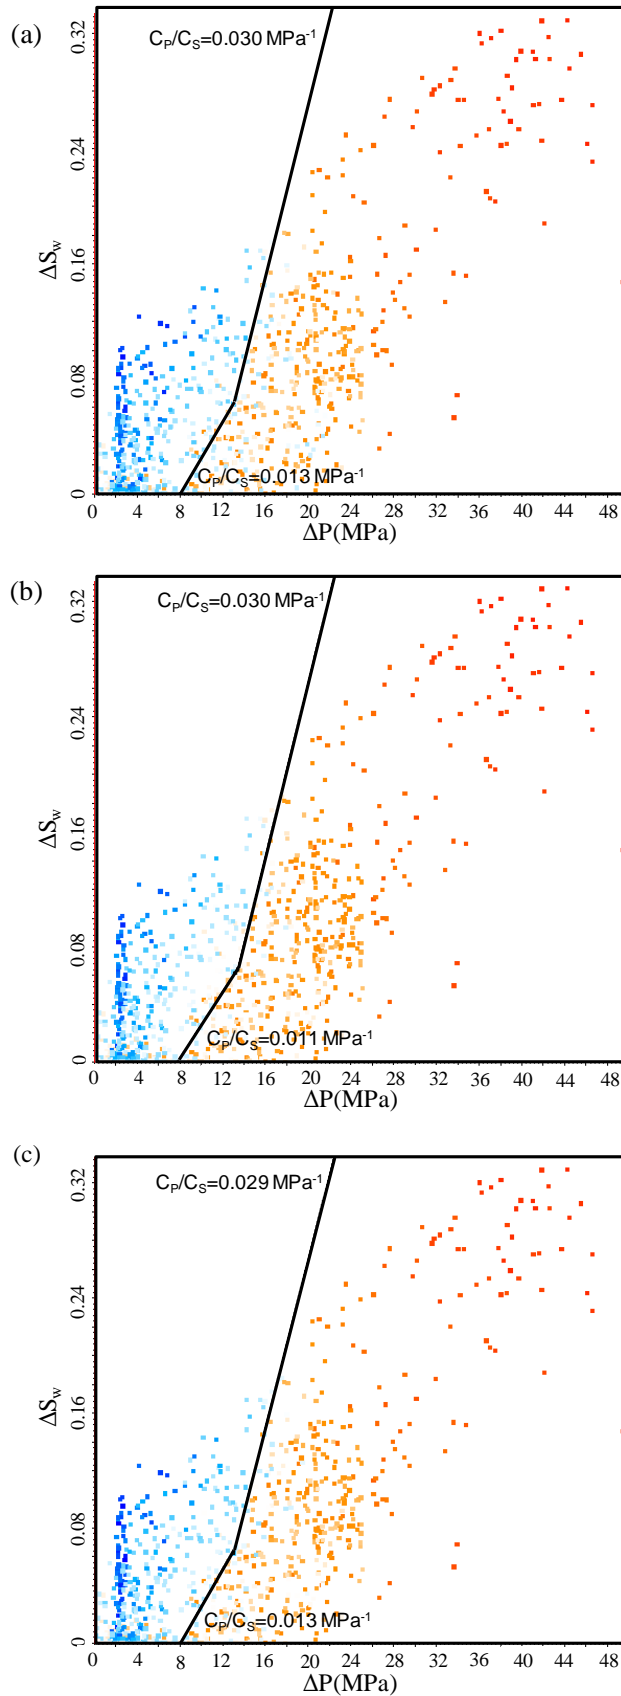 (a)
C_P/C_S=0.030 MPa⁻¹
0.32
0.24
0.16
0.08
0
ΔS_w
C_P/C_S=0.013 MPa⁻¹
0 4 8 12 16 20 24 28 32 36 40 44 48
ΔP(MPa)
(b)
C_P/C_S=0.030 MPa⁻¹
0.32
0.24
0.16
0.08
0
ΔS_w
C_P/C_S=0.011 MPa⁻¹
0 4 8 12 16 20 24 28 32 36 40 44 48
ΔP(MPa)
(c)
C_P/C_S=0.029 MPa⁻¹
0.32
0.24
0.16
0.08
0
ΔS_w
C_P/C_S=0.013 MPa⁻¹
0 4 8 12 16 20 24 28 32 36 40 44 48
ΔP(MPa)